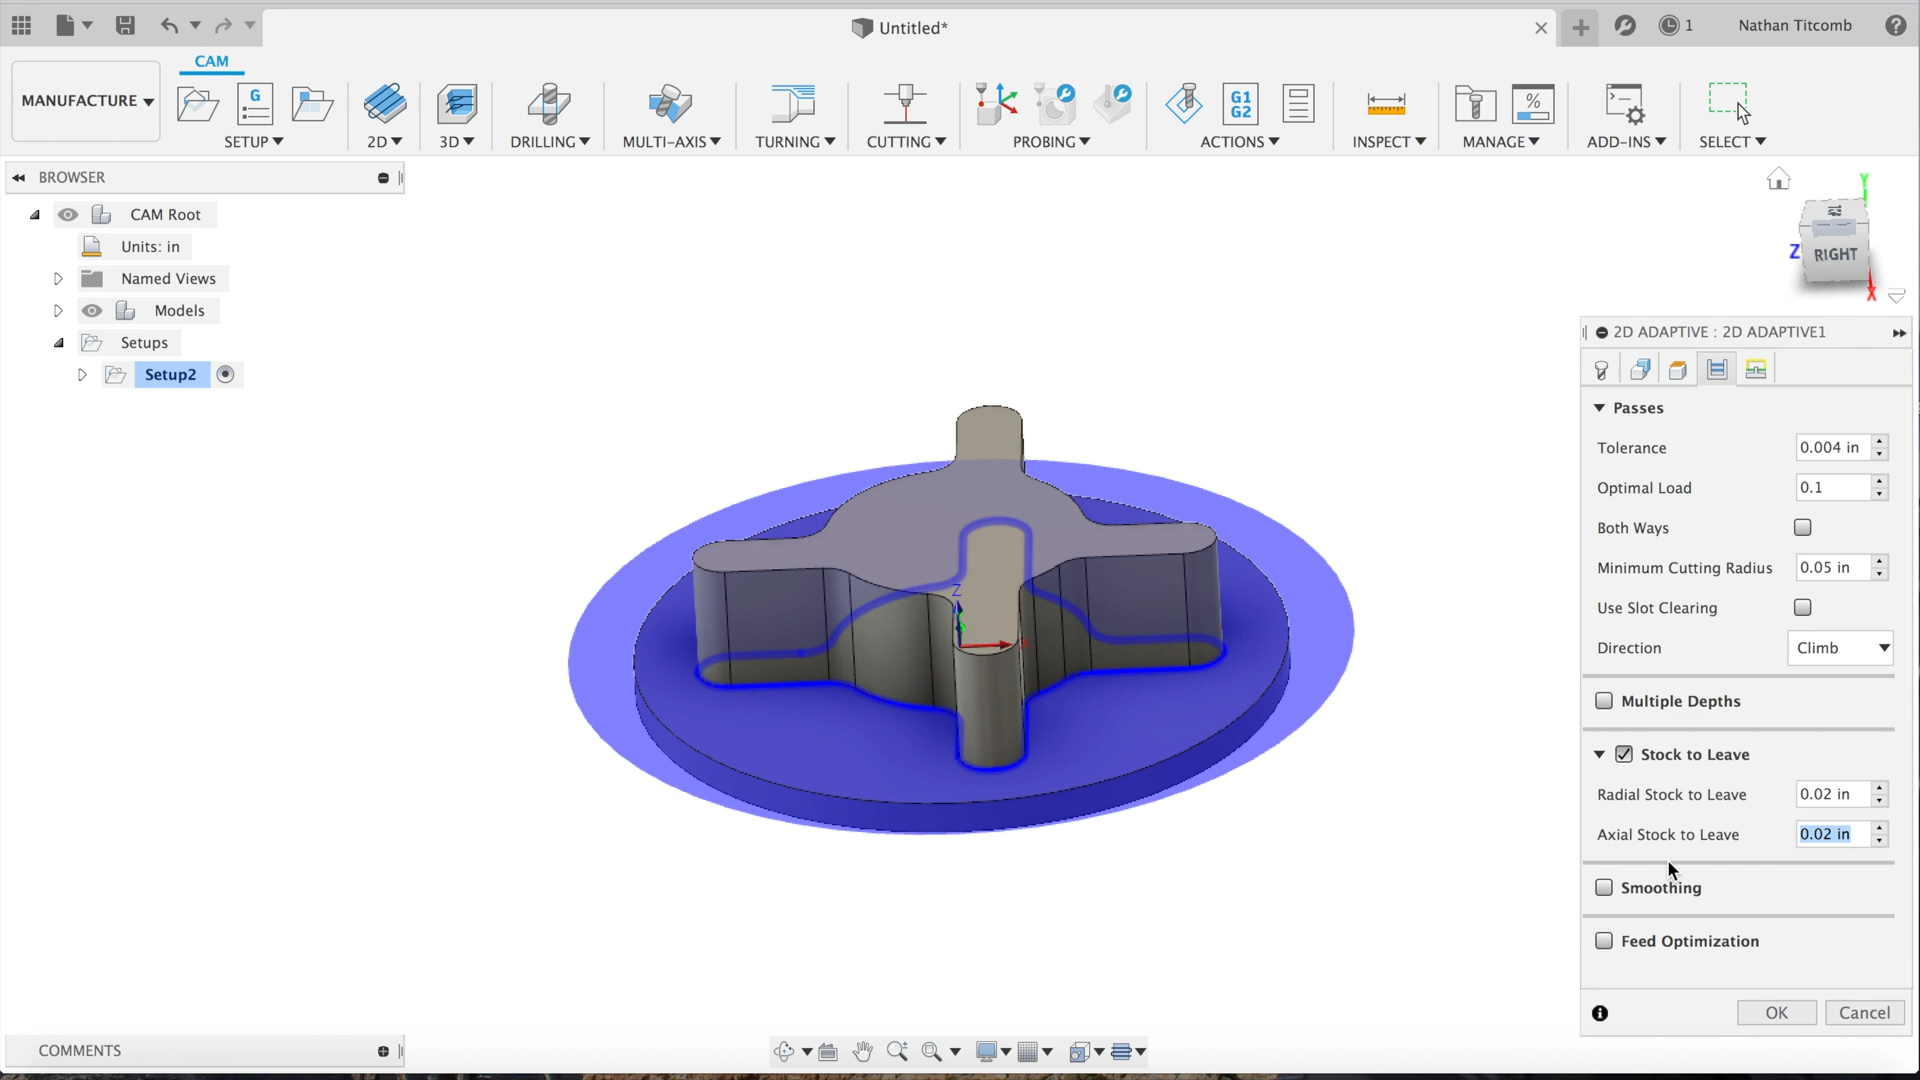 Untitled*
1
Nathan Titcomb
CAM
MANUFACTURE
G
G1
G2
%
SETUP
2D
3D
DRILLING
MULTI-AXIS
TURNING
CUTTING
PROBING
ACTIONS
INSPECT
MANAGE
ADD-INS
SELECT
BROWSER
CAM Root
Units: in
Named Views
Models
Setups
Setup2
Y
Z
RIGHT
X
Z
2D ADAPTIVE : 2D ADAPTIVE1
Passes
Tolerance 0.004 in
Optimal Load 0.1
Both Ways
Minimum Cutting Radius 0.05 in
Use Slot Clearing
Direction Climb
Multiple Depths
Stock to Leave
Radial Stock to Leave 0.02 in
Axial Stock to Leave 0.02 in
Smoothing
Feed Optimization
OK Cancel
COMMENTS